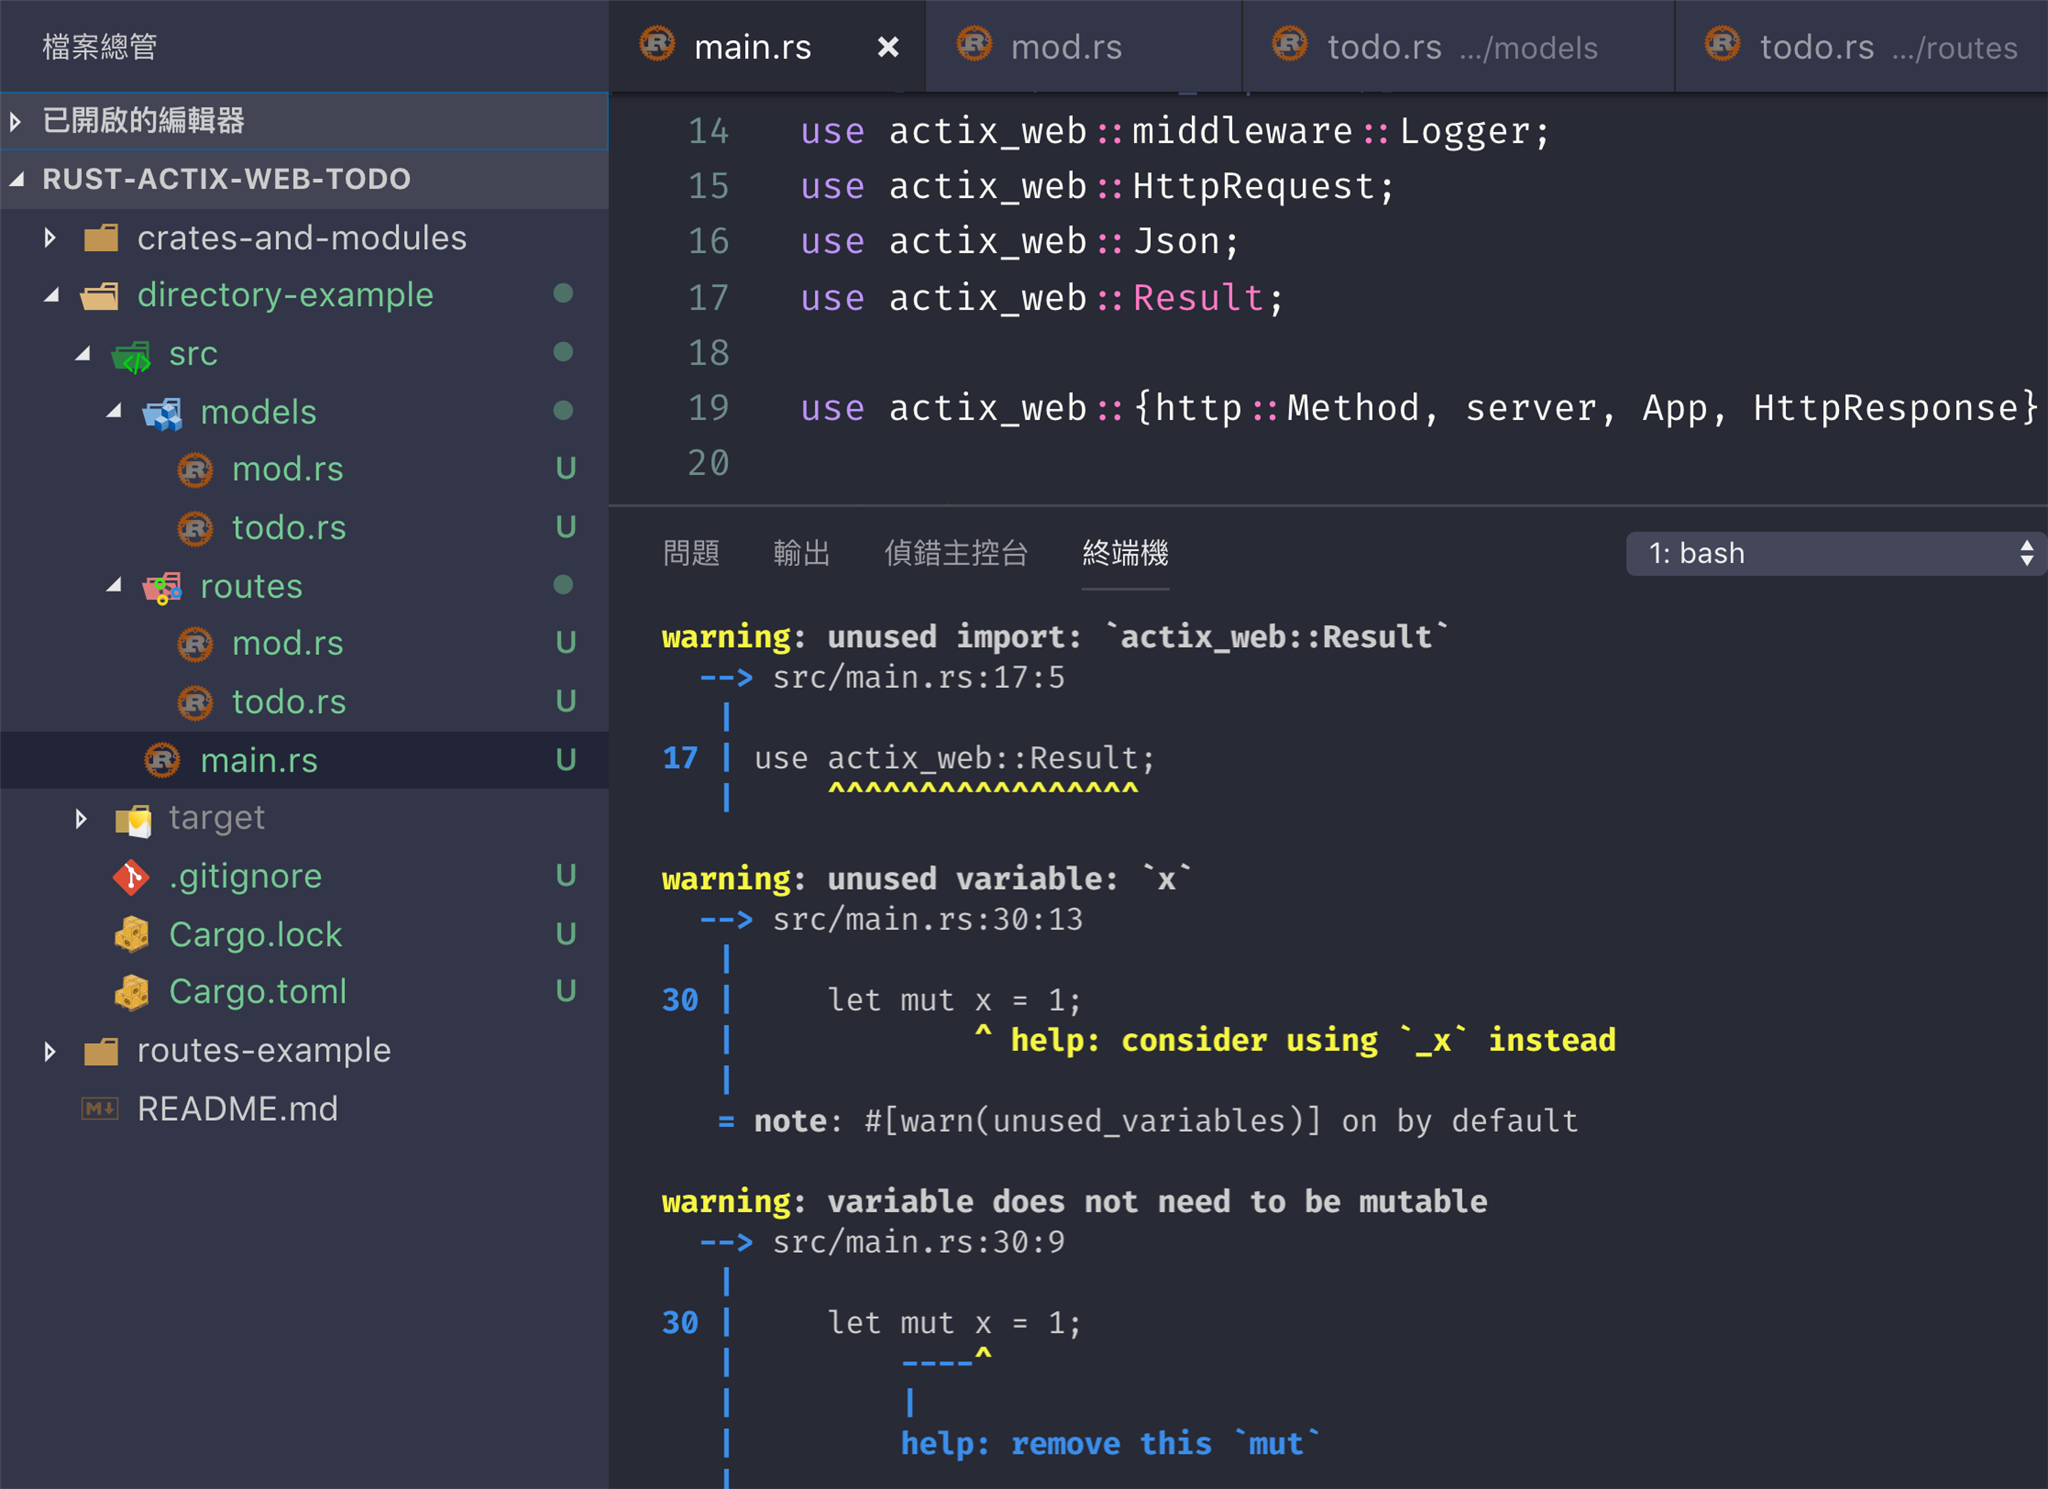 檔案總管
已開啟的編輯器
RUST-ACTIX-WEB-TODO
crates-and-modules
directory-example
src
models
mod.rs U
todo.rs U
routes
mod.rs U
todo.rs U
main.rs U
target
.gitignore U
Cargo.lock U
Cargo.toml U
routes-example
README.md
main.rs × mod.rs todo.rs .../models todo.rs .../routes
14 use actix_web::middleware::Logger;
15 use actix_web::HttpRequest;
16 use actix_web::Json;
17 use actix_web::Result;
18
19 use actix_web::{http::Method, server, App, HttpResponse}
20
問題 輸出 偵錯主控台 終端機 1: bash
warning: unused import: `actix_web::Result`
--> src/main.rs:17:5
|
17 | use actix_web::Result;
| ^^^^^^^^^^^^^^^^^
warning: unused variable: `x`
--> src/main.rs:30:13
|
30 | let mut x = 1;
| ^ help: consider using `_x` instead
|
= note: #[warn(unused_variables)] on by default
warning: variable does not need to be mutable
--> src/main.rs:30:9
|
30 | let mut x = 1;
| ----^
| |
| help: remove this `mut`
|